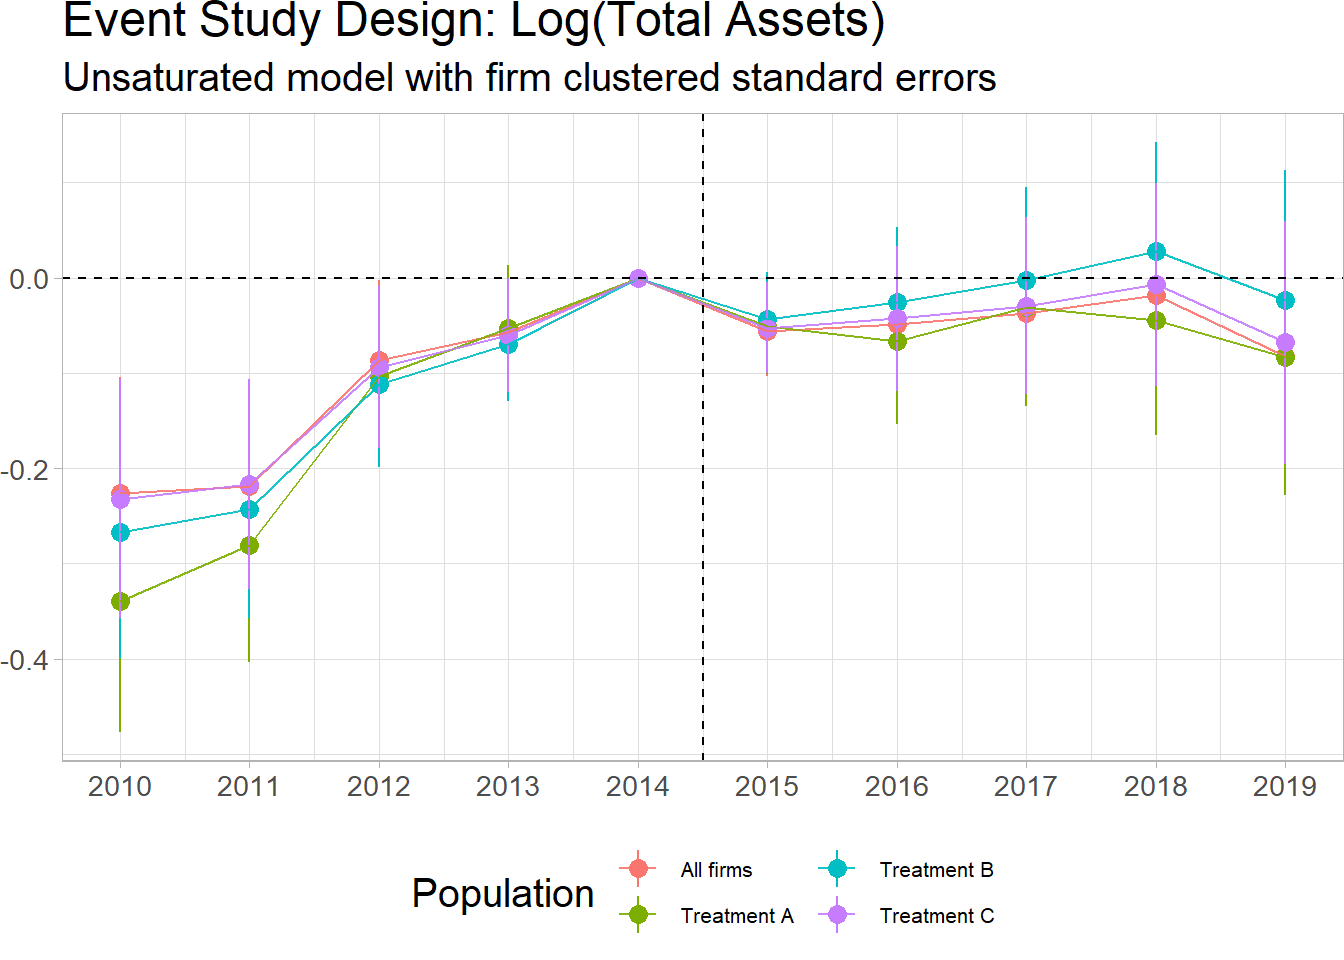 Event Study Design: Log(Total Assets)
Unsaturated model with firm clustered standard errors
0.0
-0.2
-0.4
2010 2011 2012 2013 2014 2015 2016 2017 2018 2019
Population
All firms Treatment B
Treatment A Treatment C